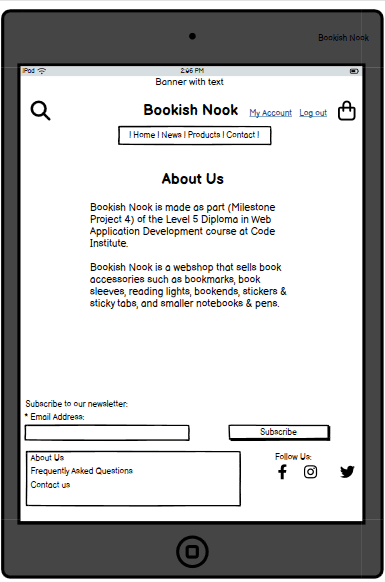 Bookish Nook
iPad
2:06 PM
Banner with text
Bookish Nook
My Account
Log out
| Home | News | Products | Contact |
About Us
Bookish Nook is made as part (Milestone
Project 4) of the Level 5 Diploma in Web
Application Development course at Code
Institute.
Bookish Nook is a webshop that sells book
accessories such as bookmarks, book
sleeves, reading lights, bookends, stickers &
sticky tabs, and smaller notebooks & pens.
Subscribe to our newsletter:
* Email Address:
Subscribe
About Us
Frequently Asked Questions
Contact us
Follow Us: